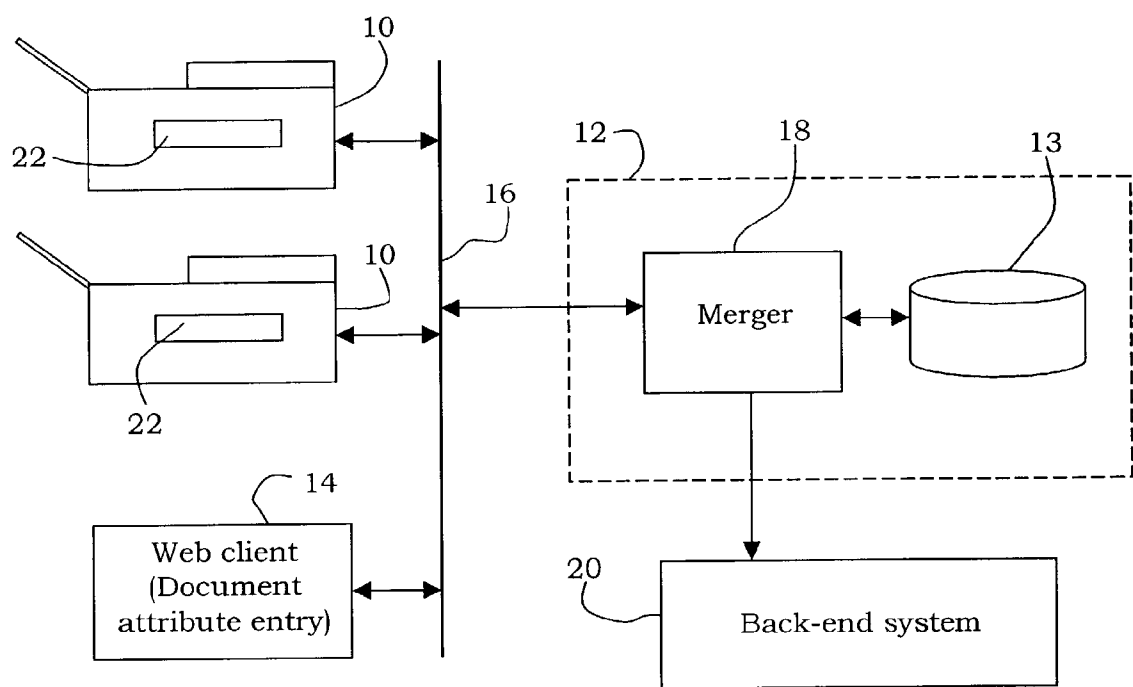 10
22
12
18
13
16
10
Merger
22
14
Web client
(Document
attribute entry)
20
Back-end system